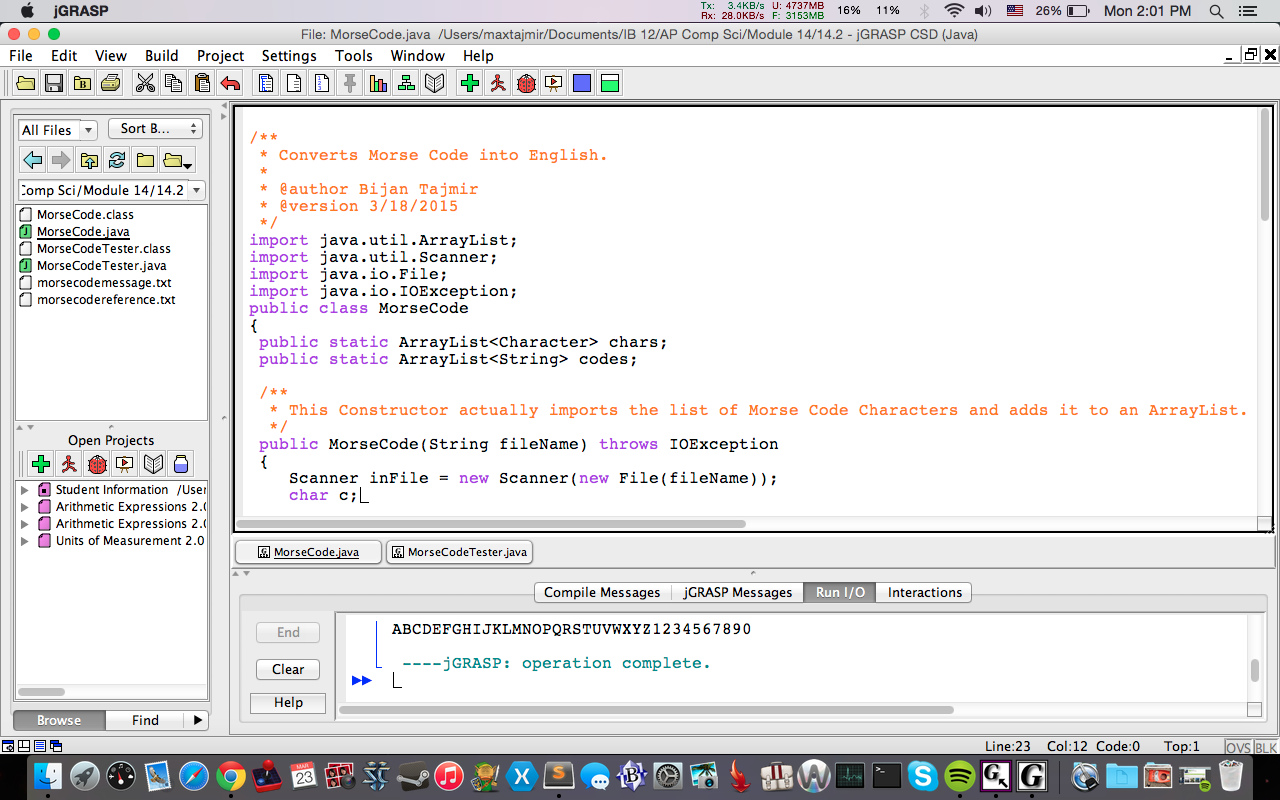 jGRASP
Tx: 3.4KB/s U: 4737MB
Rx: 28.0KB/s F: 3153MB
16% 11% 26% Mon 2:01 PM
File: MorseCode.java /Users/maxtajmir/Documents/IB 12/AP Comp Sci/Module 14/14.2 - jGRASP CSD (Java)
File Edit View Build Project Settings Tools Window Help
All Files Sort B...
Comp Sci/Module 14/14.2
MorseCode.class
MorseCode.java
MorseCodeTester.class
MorseCodeTester.java
morsecodemessage.txt
morsecodereference.txt
Open Projects
Student Information /User
Arithmetic Expressions 2.0
Arithmetic Expressions 2.0
Units of Measurement 2.0
Browse Find
/**
* Converts Morse Code into English.
*
* @author Bijan Tajmir
* @version 3/18/2015
*/
import java.util.ArrayList;
import java.util.Scanner;
import java.io.File;
import java.io.IOException;
public class MorseCode
{
public static ArrayList<Character> chars;
public static ArrayList<String> codes;
/**
* This Constructor actually imports the list of Morse Code Characters and adds it to an ArrayList.
*/
public MorseCode(String fileName) throws IOException
{
Scanner inFile = new Scanner(new File(fileName));
char c;
MorseCode.java MorseCodeTester.java
Compile Messages jGRASP Messages Run I/O Interactions
End
Clear
Help
ABCDEFGHIJKLMNOPQRSTUVWXYZ1234567890
----jGRASP: operation complete.
Line:23 Col:12 Code:0 Top:1 OVS BLK
MAR
23